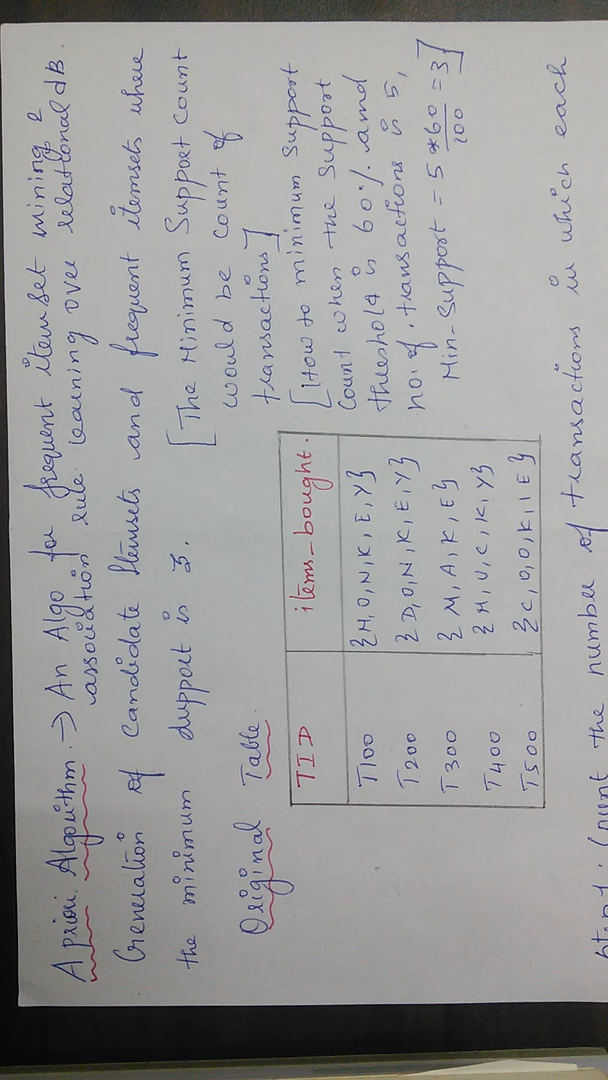 Apriori Algorithm. → An Algo for frequent itemset mining &
association rule learning over relational dB.
Generation of candidate Itemsets and frequent itemsets where
the minimum support is 3.
[The Minimum Support count
would be count of
transactions]
Original Table.
[How to minimum Support
count when the support
threshold is 60% and
no. of. transactions is 5,
Min-Support = 5 * 60 / 100 = 3]
TID items-bought.
T100 {M, O, N, K, E, Y}
T200 {D, O, N, K, E, Y}
T300 {M, A, K, E}
T400 {M, U, C, K, Y}
T500 {C, O, O, K, I E}
Step 1: Count the number of transactions in which each